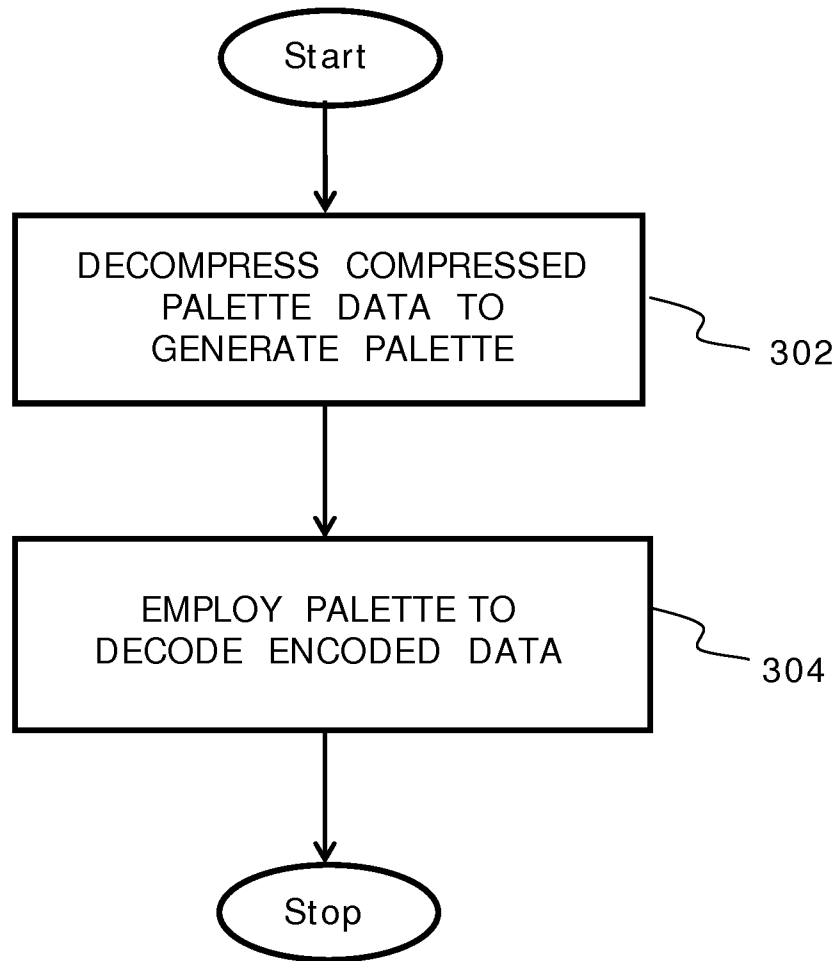 Start
DECOMPRESS COMPRESSED
PALETTE DATA TO
GENERATE PALETTE
302
EMPLOY PALETTE TO
DECODE ENCODED DATA
304
Stop